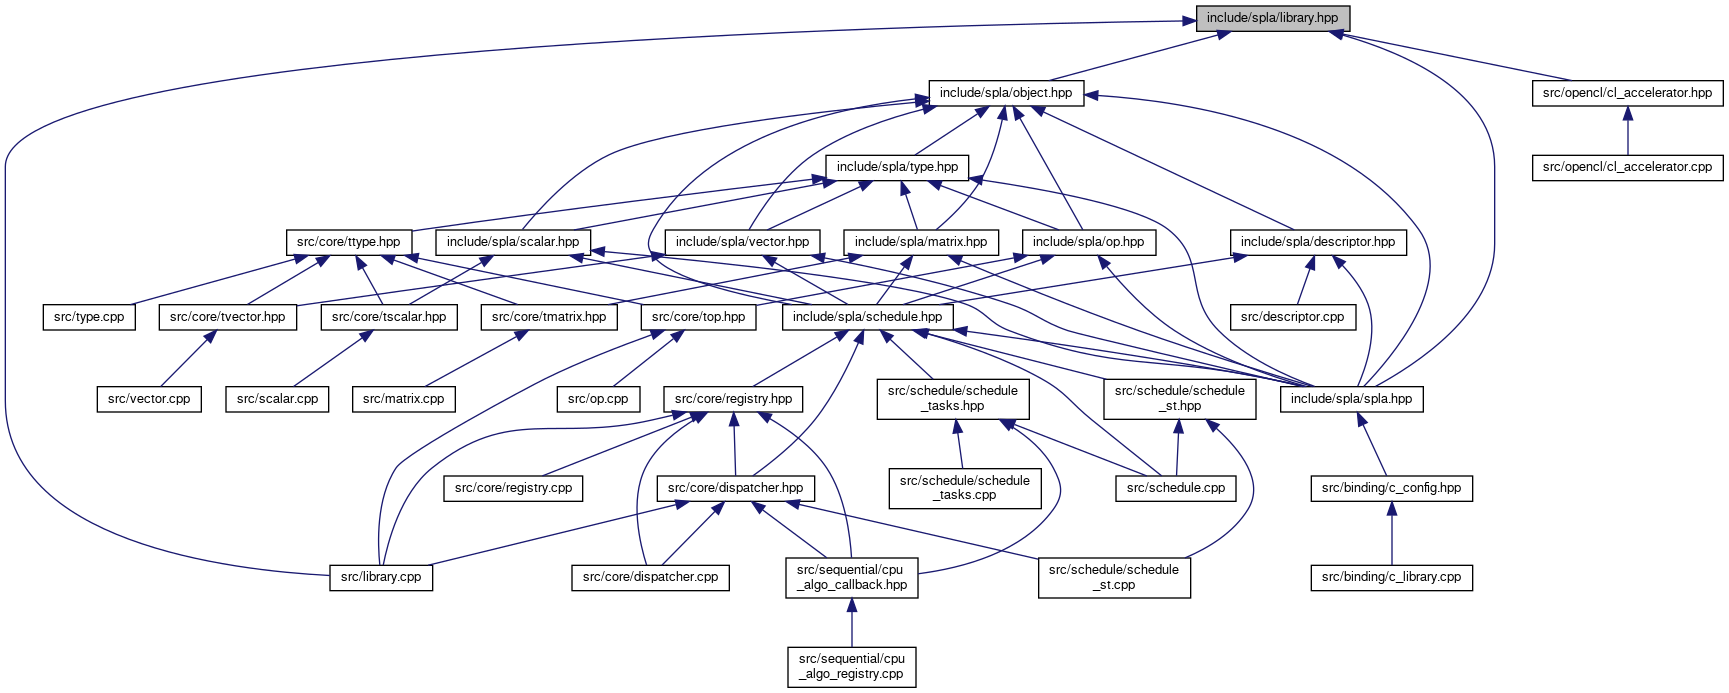 include/spla/library.hpp
include/spla/object.hpp
src/opencl/cl_accelerator.hpp
include/spla/type.hpp
src/opencl/cl_accelerator.cpp
src/core/ttype.hpp
include/spla/scalar.hpp
include/spla/vector.hpp
include/spla/matrix.hpp
include/spla/op.hpp
include/spla/descriptor.hpp
src/type.cpp
src/core/tvector.hpp
src/core/tscalar.hpp
src/core/tmatrix.hpp
src/core/top.hpp
include/spla/schedule.hpp
src/descriptor.cpp
src/vector.cpp
src/scalar.cpp
src/matrix.cpp
src/op.cpp
src/core/registry.hpp
src/schedule/schedule
_tasks.hpp
src/schedule/schedule
_st.hpp
include/spla/spla.hpp
src/core/registry.cpp
src/core/dispatcher.hpp
src/schedule/schedule
_tasks.cpp
src/schedule.cpp
src/binding/c_config.hpp
src/library.cpp
src/core/dispatcher.cpp
src/sequential/cpu
_algo_callback.hpp
src/schedule/schedule
_st.cpp
src/binding/c_library.cpp
src/sequential/cpu
_algo_registry.cpp